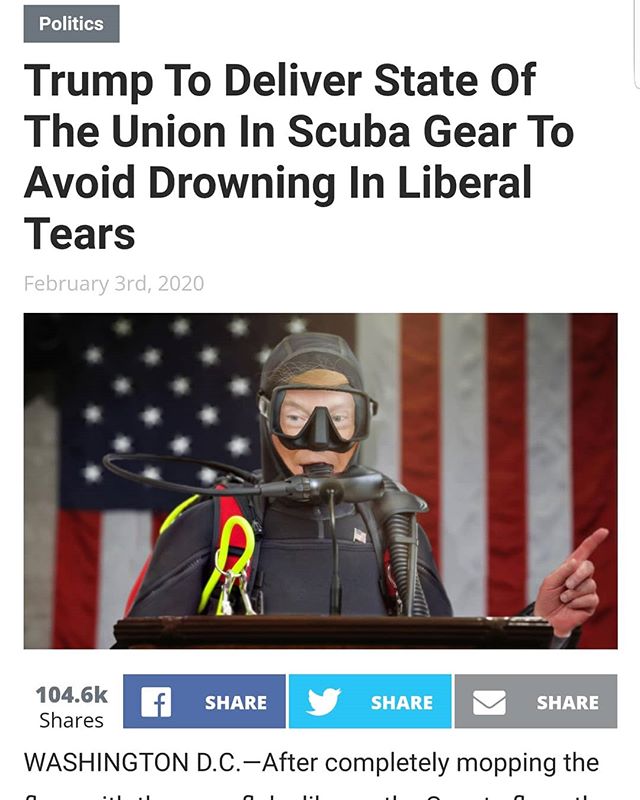 Politics
Trump To Deliver State Of
The Union In Scuba Gear To
Avoid Drowning In Liberal
Tears
February 3rd, 2020
104.6k
Shares
SHARE
SHARE
SHARE
WASHINGTON D.C.—After completely mopping the